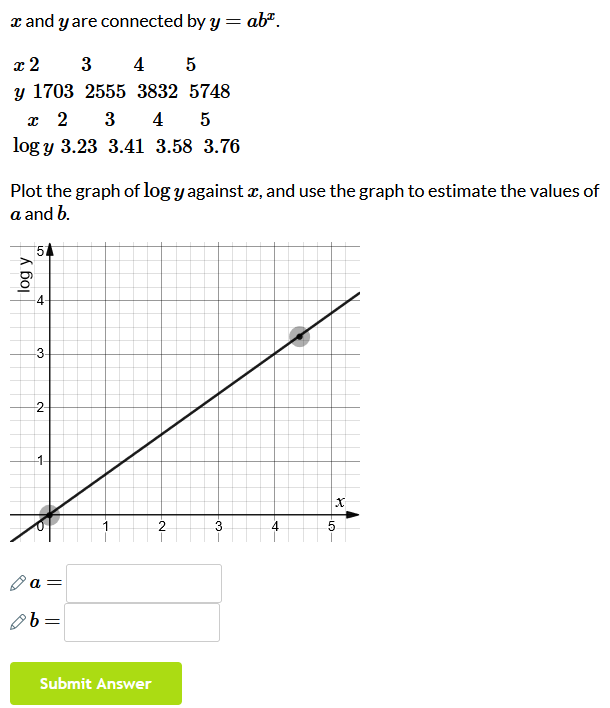 x and y are connected by y = abˣ.
x 2 3 4 5
y 1703 2555 3832 5748
x 2 3 4 5
log y 3.23 3.41 3.58 3.76
Plot the graph of log y against x, and use the graph to estimate the values of
a and b.
log y
5
4
3
2
1
x
0 1 2 3 4 5
a =
b =
Submit Answer